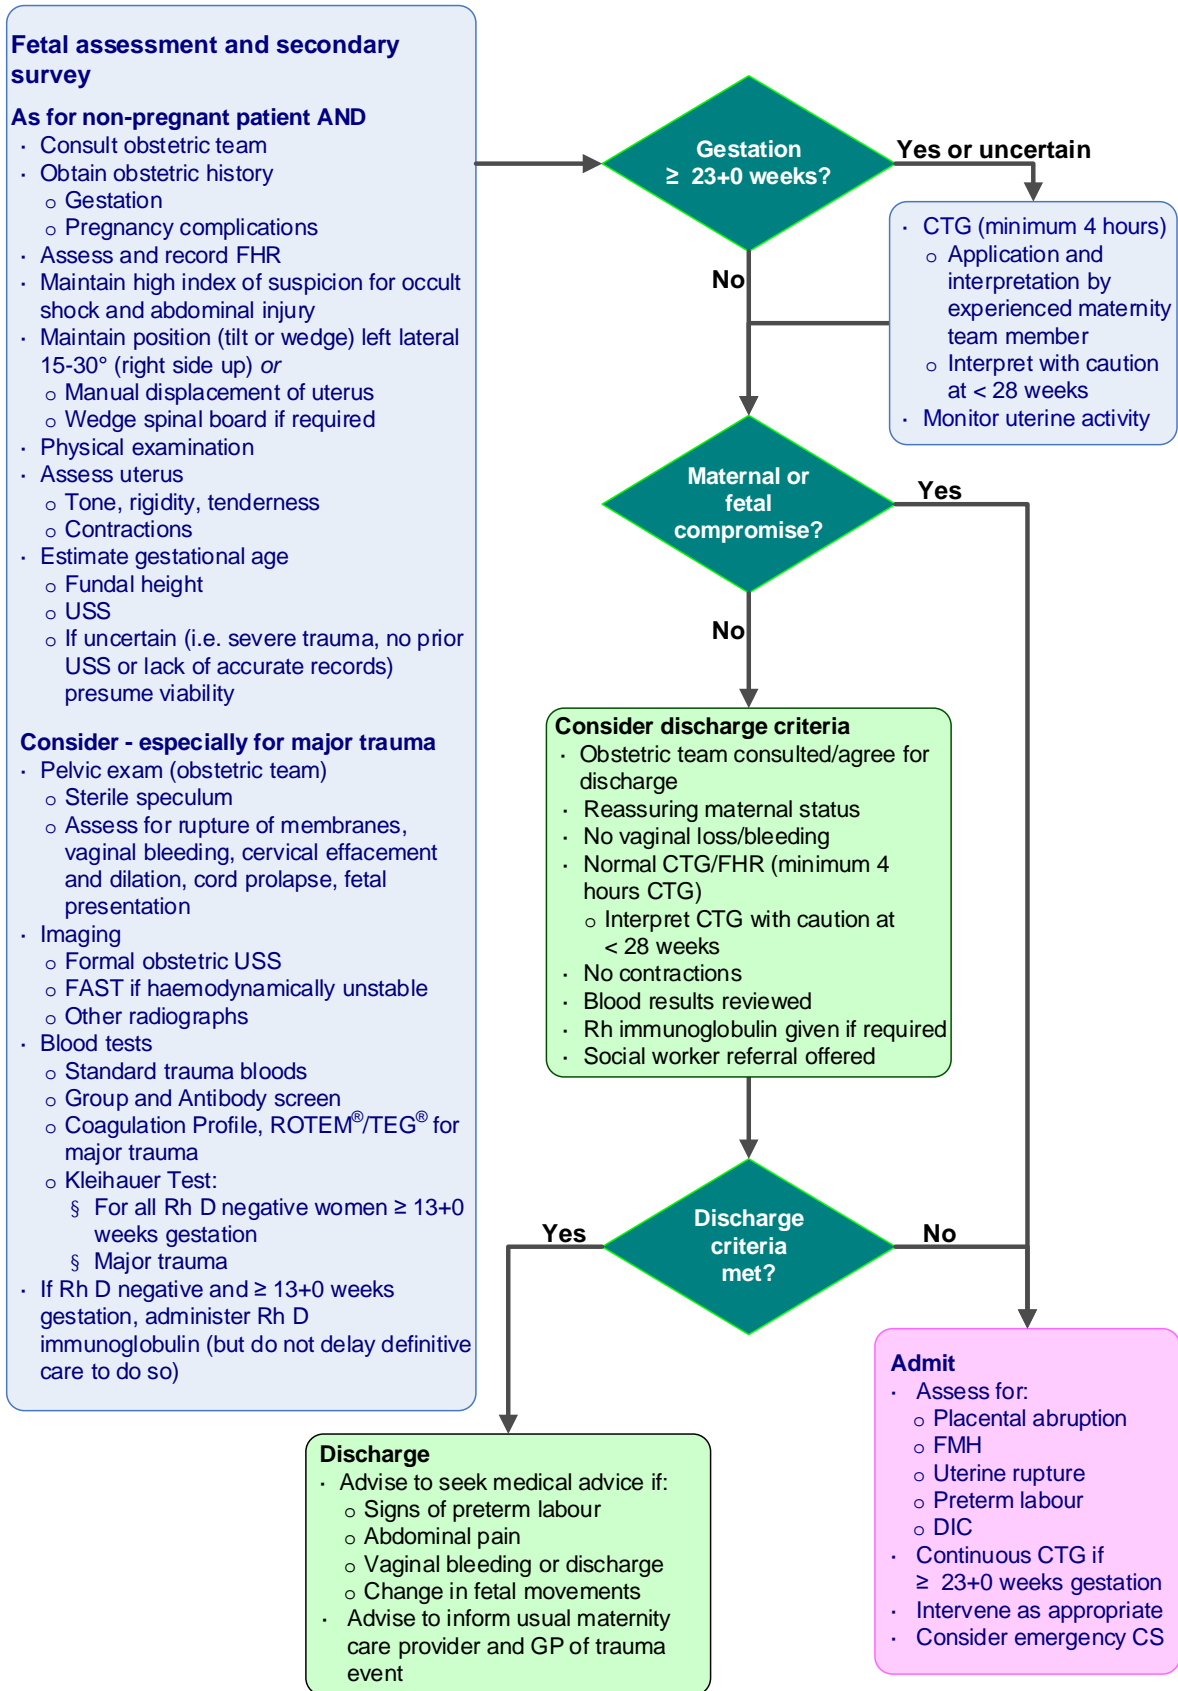 Fetal assessment and secondary
survey
As for non-pregnant patient AND
· Consult obstetric team
· Obtain obstetric history
o Gestation
o Pregnancy complications
· Assess and record FHR
· Maintain high index of suspicion for occult
shock and abdominal injury
· Maintain position (tilt or wedge) left lateral
15-30° (right side up) or
o Manual displacement of uterus
o Wedge spinal board if required
· Physical examination
· Assess uterus
o Tone, rigidity, tenderness
o Contractions
· Estimate gestational age
o Fundal height
o USS
o If uncertain (i.e. severe trauma, no prior
USS or lack of accurate records)
presume viability
Consider - especially for major trauma
· Pelvic exam (obstetric team)
o Sterile speculum
o Assess for rupture of membranes,
vaginal bleeding, cervical effacement
and dilation, cord prolapse, fetal
presentation
· Imaging
o Formal obstetric USS
o FAST if haemodynamically unstable
o Other radiographs
· Blood tests
o Standard trauma bloods
o Group and Antibody screen
o Coagulation Profile, ROTEM®/TEG® for
major trauma
o Kleihauer Test:
§ For all Rh D negative women ≥ 13+0
weeks gestation
§ Major trauma
· If Rh D negative and ≥ 13+0 weeks
gestation, administer Rh D
immunoglobulin (but do not delay definitive
care to do so)
Gestation
≥ 23+0 weeks?
Yes or uncertain
No
· CTG (minimum 4 hours)
o Application and
interpretation by
experienced maternity
team member
o Interpret with caution
at < 28 weeks
· Monitor uterine activity
Maternal or
fetal
compromise?
Yes
No
Consider discharge criteria
· Obstetric team consulted/agree for
discharge
· Reassuring maternal status
· No vaginal loss/bleeding
· Normal CTG/FHR (minimum 4
hours CTG)
o Interpret CTG with caution at
< 28 weeks
· No contractions
· Blood results reviewed
· Rh immunoglobulin given if required
· Social worker referral offered
Discharge
criteria
met?
Yes
No
Discharge
· Advise to seek medical advice if:
o Signs of preterm labour
o Abdominal pain
o Vaginal bleeding or discharge
o Change in fetal movements
· Advise to inform usual maternity
care provider and GP of trauma
event
Admit
· Assess for:
o Placental abruption
o FMH
o Uterine rupture
o Preterm labour
o DIC
· Continuous CTG if
≥ 23+0 weeks gestation
· Intervene as appropriate
· Consider emergency CS